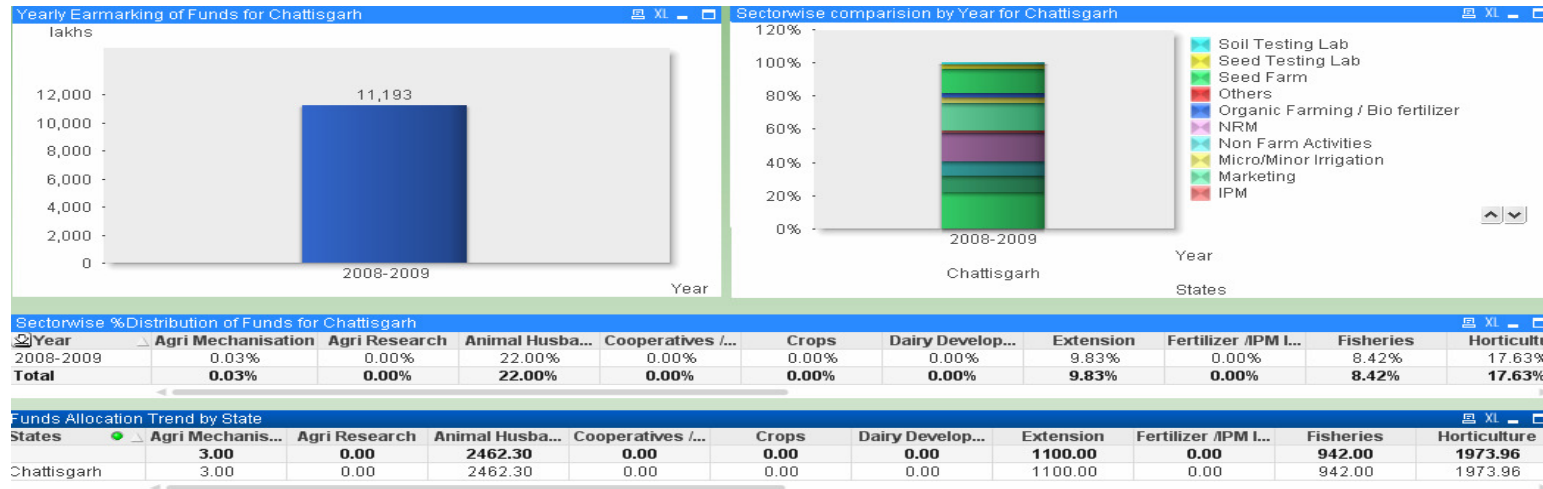 Yearly Earmarking of Funds for Chattisgarh XL
lakhs
12,000
10,000
8,000
6,000
4,000
2,000
0
11,193
2008-2009
Year
Sectorwise comparision by Year for Chattisgarh XL
120%
100%
80%
60%
40%
20%
0%
2008-2009
Chattisgarh
Year
States
Soil Testing Lab
Seed Testing Lab
Seed Farm
Others
Organic Farming / Bio fertilizer
NRM
Non Farm Activities
Micro/Minor Irrigation
Marketing
IPM
Sectorwise %Distribution of Funds for Chattisgarh XL
Year Agri Mechanisation Agri Research Animal Husba... Cooperatives /... Crops Dairy Develop... Extension Fertilizer /IPM l... Fisheries Horticultu
2008-2009 0.03% 0.00% 22.00% 0.00% 0.00% 0.00% 9.83% 0.00% 8.42% 17.63%
Total 0.03% 0.00% 22.00% 0.00% 0.00% 0.00% 9.83% 0.00% 8.42% 17.63%
Funds Allocation Trend by State XL
States Agri Mechanis... Agri Research Animal Husba... Cooperatives /... Crops Dairy Develop... Extension Fertilizer /IPM l... Fisheries Horticulture
3.00 0.00 2462.30 0.00 0.00 0.00 1100.00 0.00 942.00 1973.96
Chattisgarh 3.00 0.00 2462.30 0.00 0.00 0.00 1100.00 0.00 942.00 1973.96